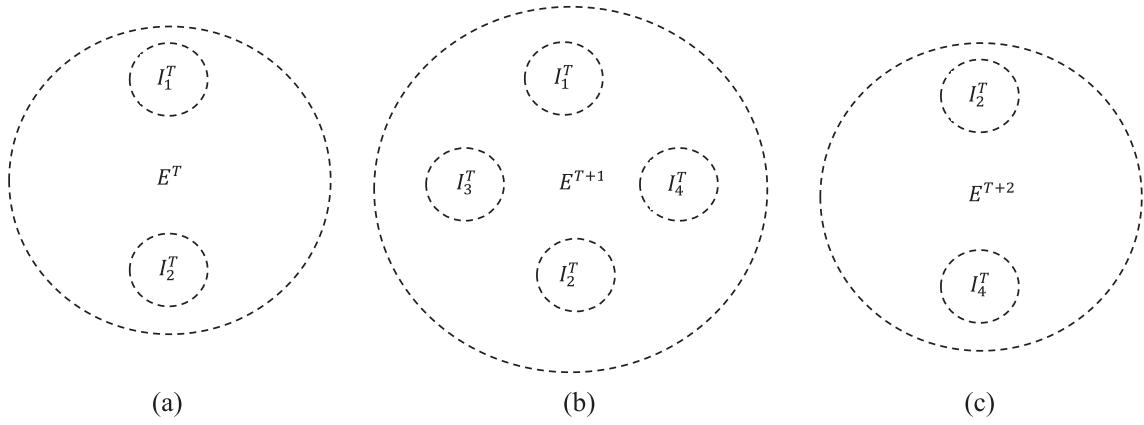 I_1^T
E^T
I_2^T
(a)
I_1^T
I_3^T
E^{T+1}
I_4^T
I_2^T
(b)
I_2^T
E^{T+2}
I_4^T
(c)